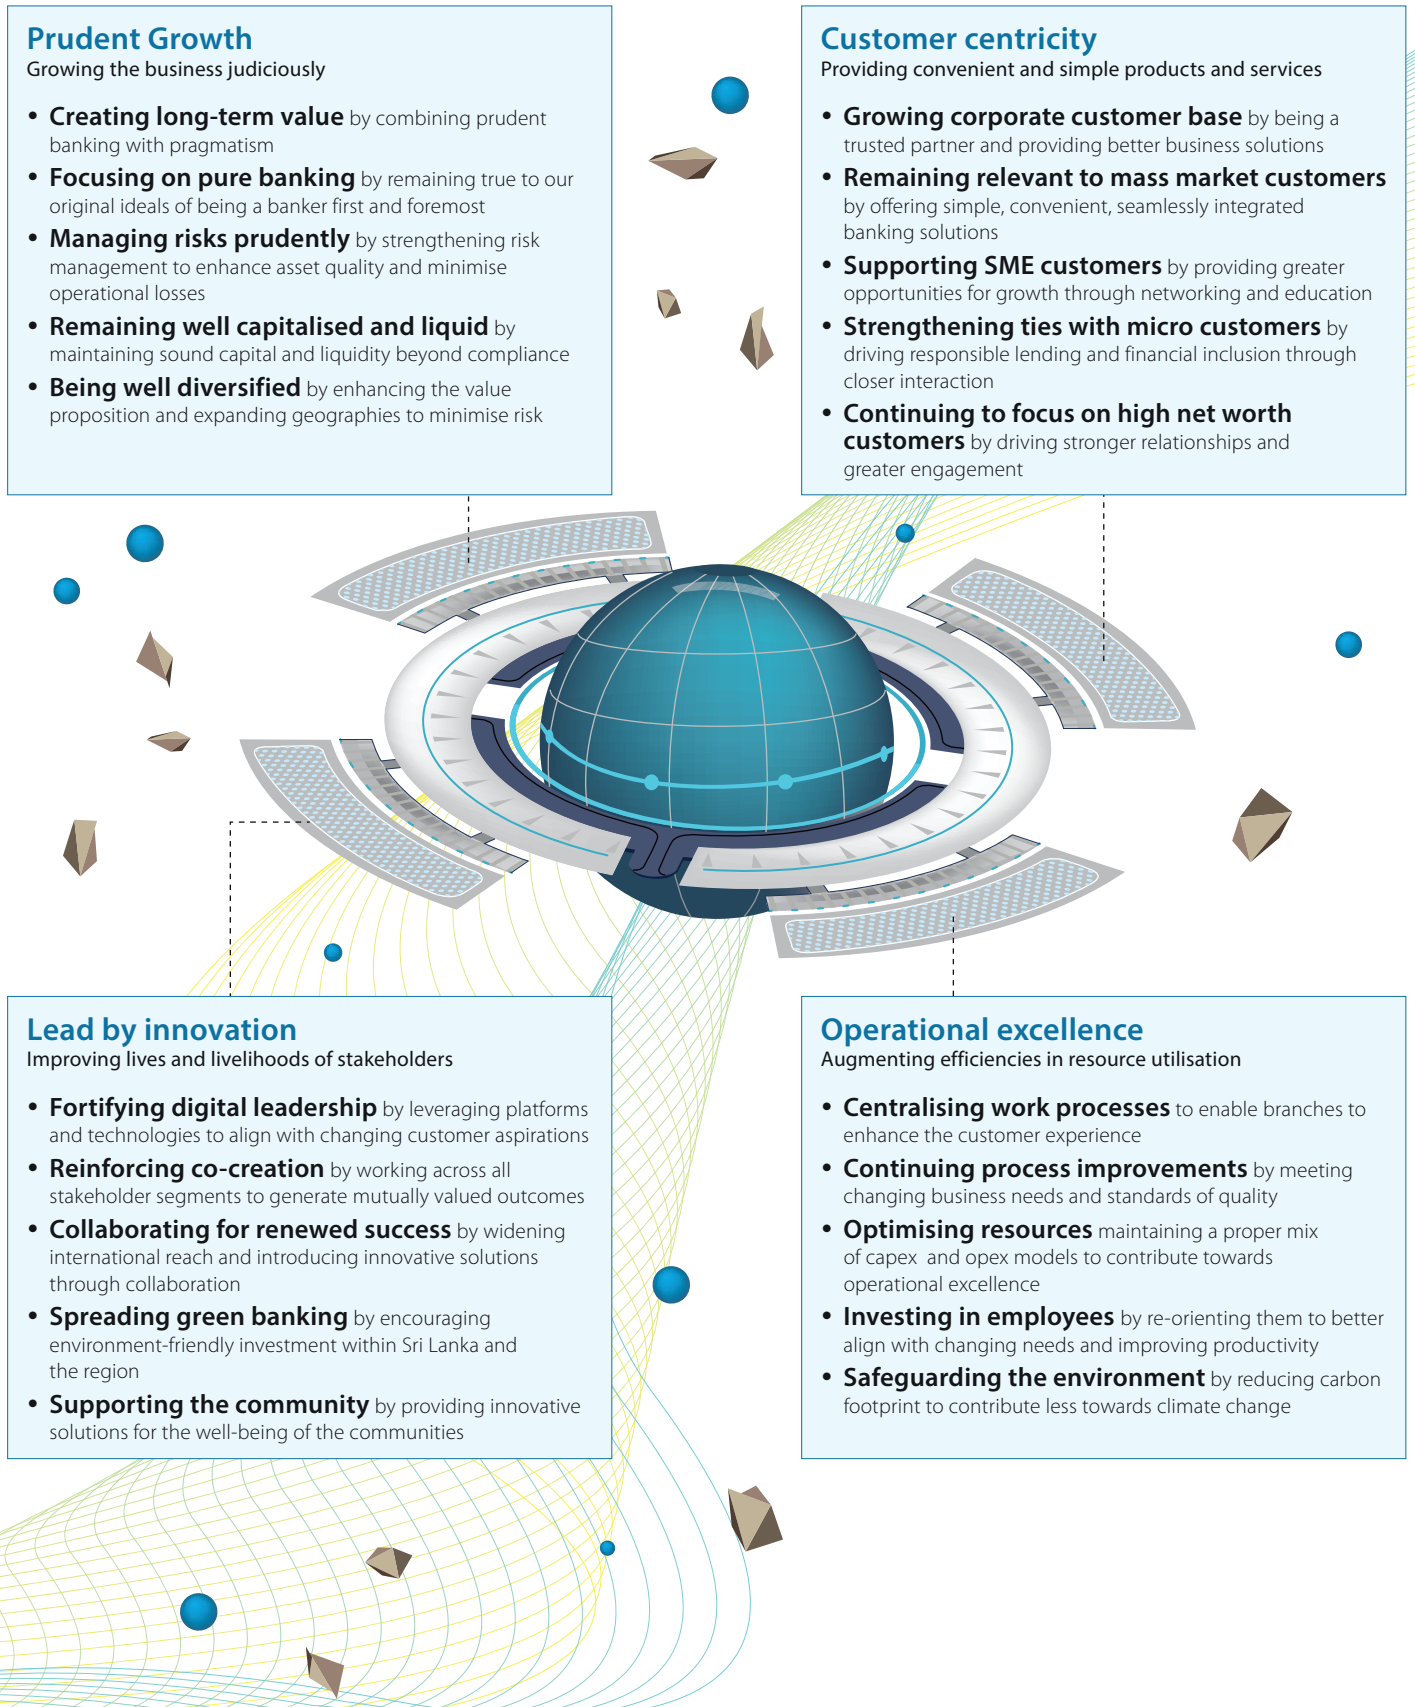 Prudent Growth
Growing the business judiciously
• Creating long-term value by combining prudent
banking with pragmatism
• Focusing on pure banking by remaining true to our
original ideals of being a banker first and foremost
• Managing risks prudently by strengthening risk
management to enhance asset quality and minimise
operational losses
• Remaining well capitalised and liquid by
maintaining sound capital and liquidity beyond compliance
• Being well diversified by enhancing the value
proposition and expanding geographies to minimise risk
Customer centricity
Providing convenient and simple products and services
• Growing corporate customer base by being a
trusted partner and providing better business solutions
• Remaining relevant to mass market customers
by offering simple, convenient, seamlessly integrated
banking solutions
• Supporting SME customers by providing greater
opportunities for growth through networking and education
• Strengthening ties with micro customers by
driving responsible lending and financial inclusion through
closer interaction
• Continuing to focus on high net worth
customers by driving stronger relationships and
greater engagement
Lead by innovation
Improving lives and livelihoods of stakeholders
• Fortifying digital leadership by leveraging platforms
and technologies to align with changing customer aspirations
• Reinforcing co-creation by working across all
stakeholder segments to generate mutually valued outcomes
• Collaborating for renewed success by widening
international reach and introducing innovative solutions
through collaboration
• Spreading green banking by encouraging
environment-friendly investment within Sri Lanka and
the region
• Supporting the community by providing innovative
solutions for the well-being of the communities
Operational excellence
Augmenting efficiencies in resource utilisation
• Centralising work processes to enable branches to
enhance the customer experience
• Continuing process improvements by meeting
changing business needs and standards of quality
• Optimising resources maintaining a proper mix
of capex and opex models to contribute towards
operational excellence
• Investing in employees by re-orienting them to better
align with changing needs and improving productivity
• Safeguarding the environment by reducing carbon
footprint to contribute less towards climate change